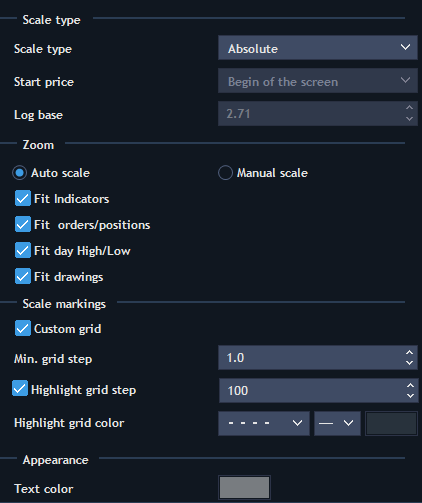 Scale type
Scale type Absolute
Start price Begin of the screen
Log base 2.71
Zoom
Auto scale Manual scale
Fit Indicators
Fit orders/positions
Fit day High/Low
Fit drawings
Scale markings
Custom grid
Min. grid step 1.0
Highlight grid step 100
Highlight grid color
Appearance
Text color